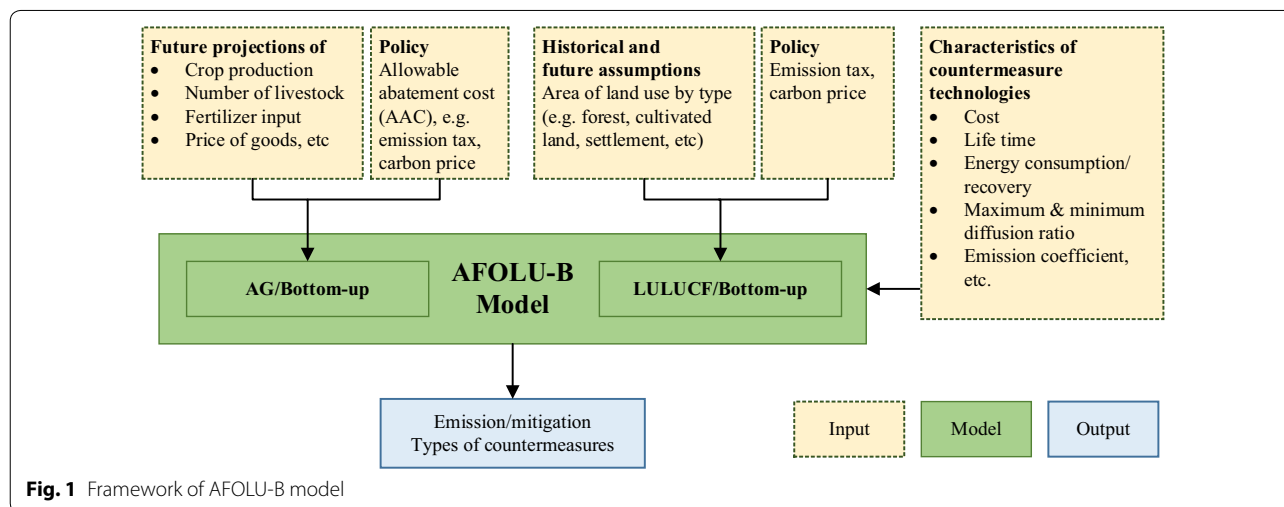 Future projections of
• Crop production
• Number of livestock
• Fertilizer input
• Price of goods, etc
Policy
Allowable
abatement cost
(AAC), e.g.
emission tax,
carbon price
Historical and
future assumptions
Area of land use by type
(e.g. forest, cultivated
land, settlement, etc)
Policy
Emission tax,
carbon price
Characteristics of
countermeasure
technologies
• Cost
• Life time
• Energy consumption/
recovery
• Maximum & minimum
diffusion ratio
• Emission coefficient,
etc.
AG/Bottom-up
AFOLU-B
Model
LULUCF/Bottom-up
Emission/mitigation
Types of countermeasures
Input
Model
Output
Fig. 1 Framework of AFOLU-B model